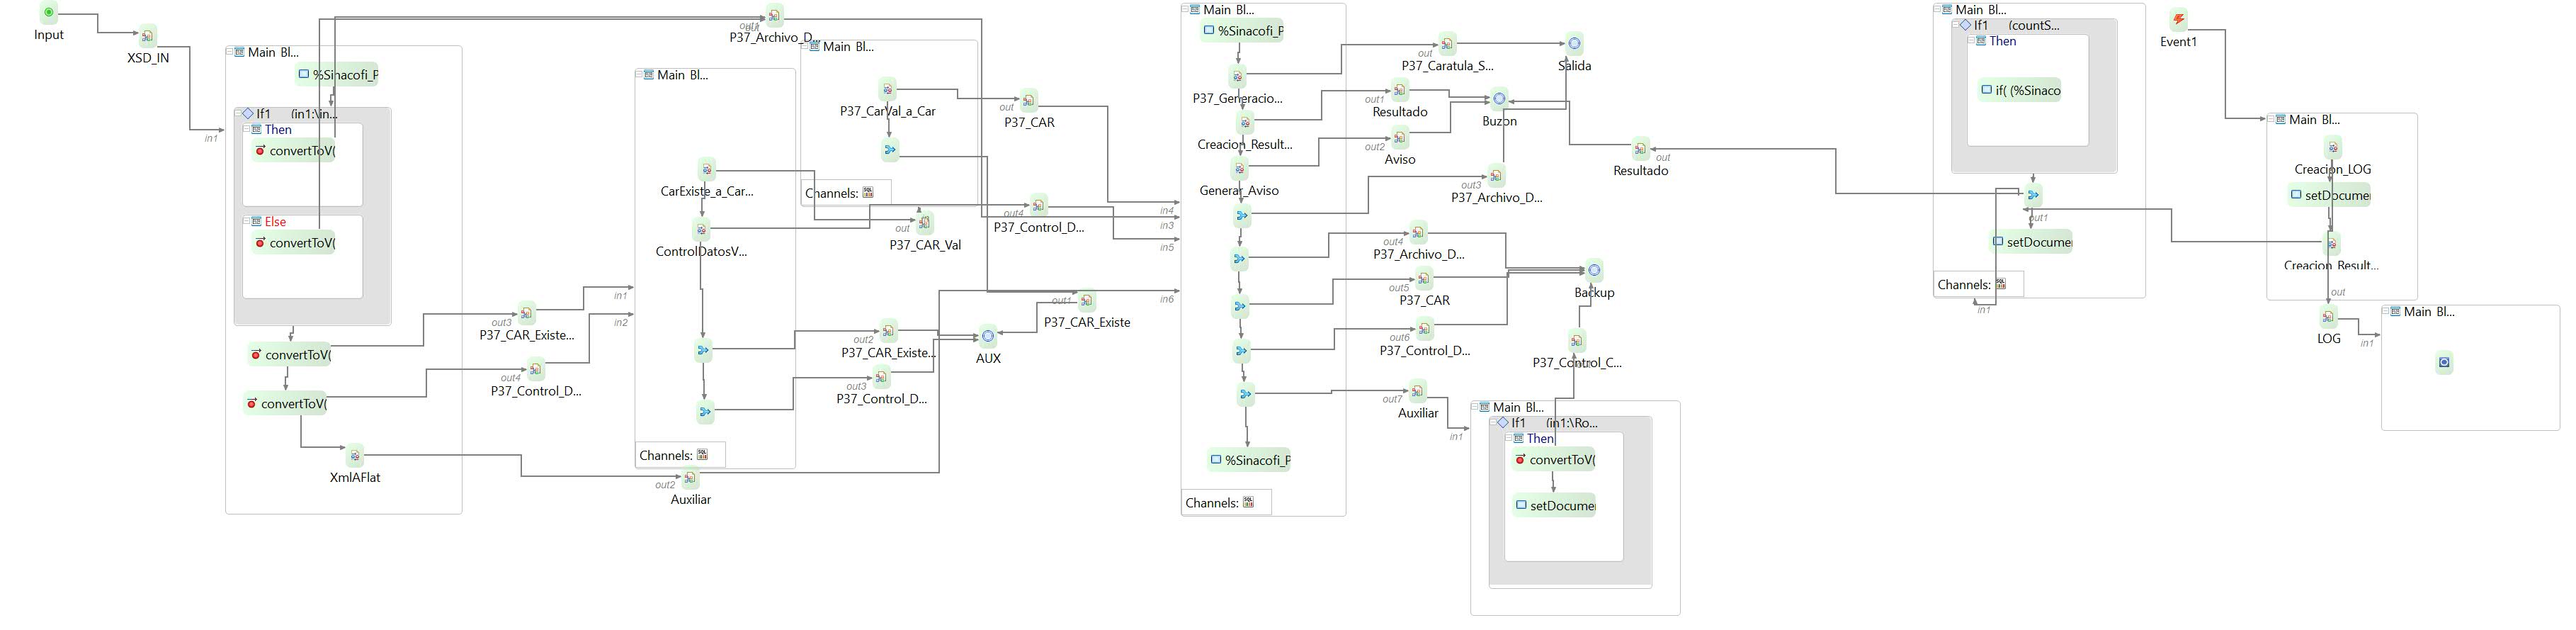 Input
XSD_IN
in1
Main Bl...
%Sinacofi_P
If1 (in1:\in...
Then
convertToV(
Else
convertToV(
convertToV(
convertToV(
XmlAFlat
out3
P37_CAR_Existe...
out4
P37_Control_D...
out2
Auxiliar
out1
P37_Archivo_D...
in1
in2
Main Bl...
CarExiste_a_Car...
ControlDatosV...
Channels:
Main Bl...
P37_CarVal_a_Car
Channels:
out
P37_CAR
out
P37_CAR_Val
out4
P37_Control_D...
out2
P37_CAR_Existe...
out3
P37_Control_D...
AUX
out1
P37_CAR_Existe
in4
in3
in5
in6
Main Bl...
%Sinacofi_P
P37_Generacio...
Creacion_Result...
Generar_Aviso
%Sinacofi_P
Channels:
out
P37_Caratula_S...
Salida
out1
Resultado
Buzon
out2
Aviso
out3
P37_Archivo_D...
out4
P37_Archivo_D...
out5
P37_CAR
out6
P37_Control_D...
Backup
P37_Control_C...
out7
Auxiliar
in1
Main Bl...
If1 (in1:\Ro...
Then
convertToV(
setDocume
out
Resultado
Main Bl...
If1 (countS...
Then
if( (%Sinaco
out1
setDocume
Channels:
in1
Event1
Main Bl...
Creacion_LOG
setDocume
Creacion_Result...
out
LOG
in1
Main Bl...